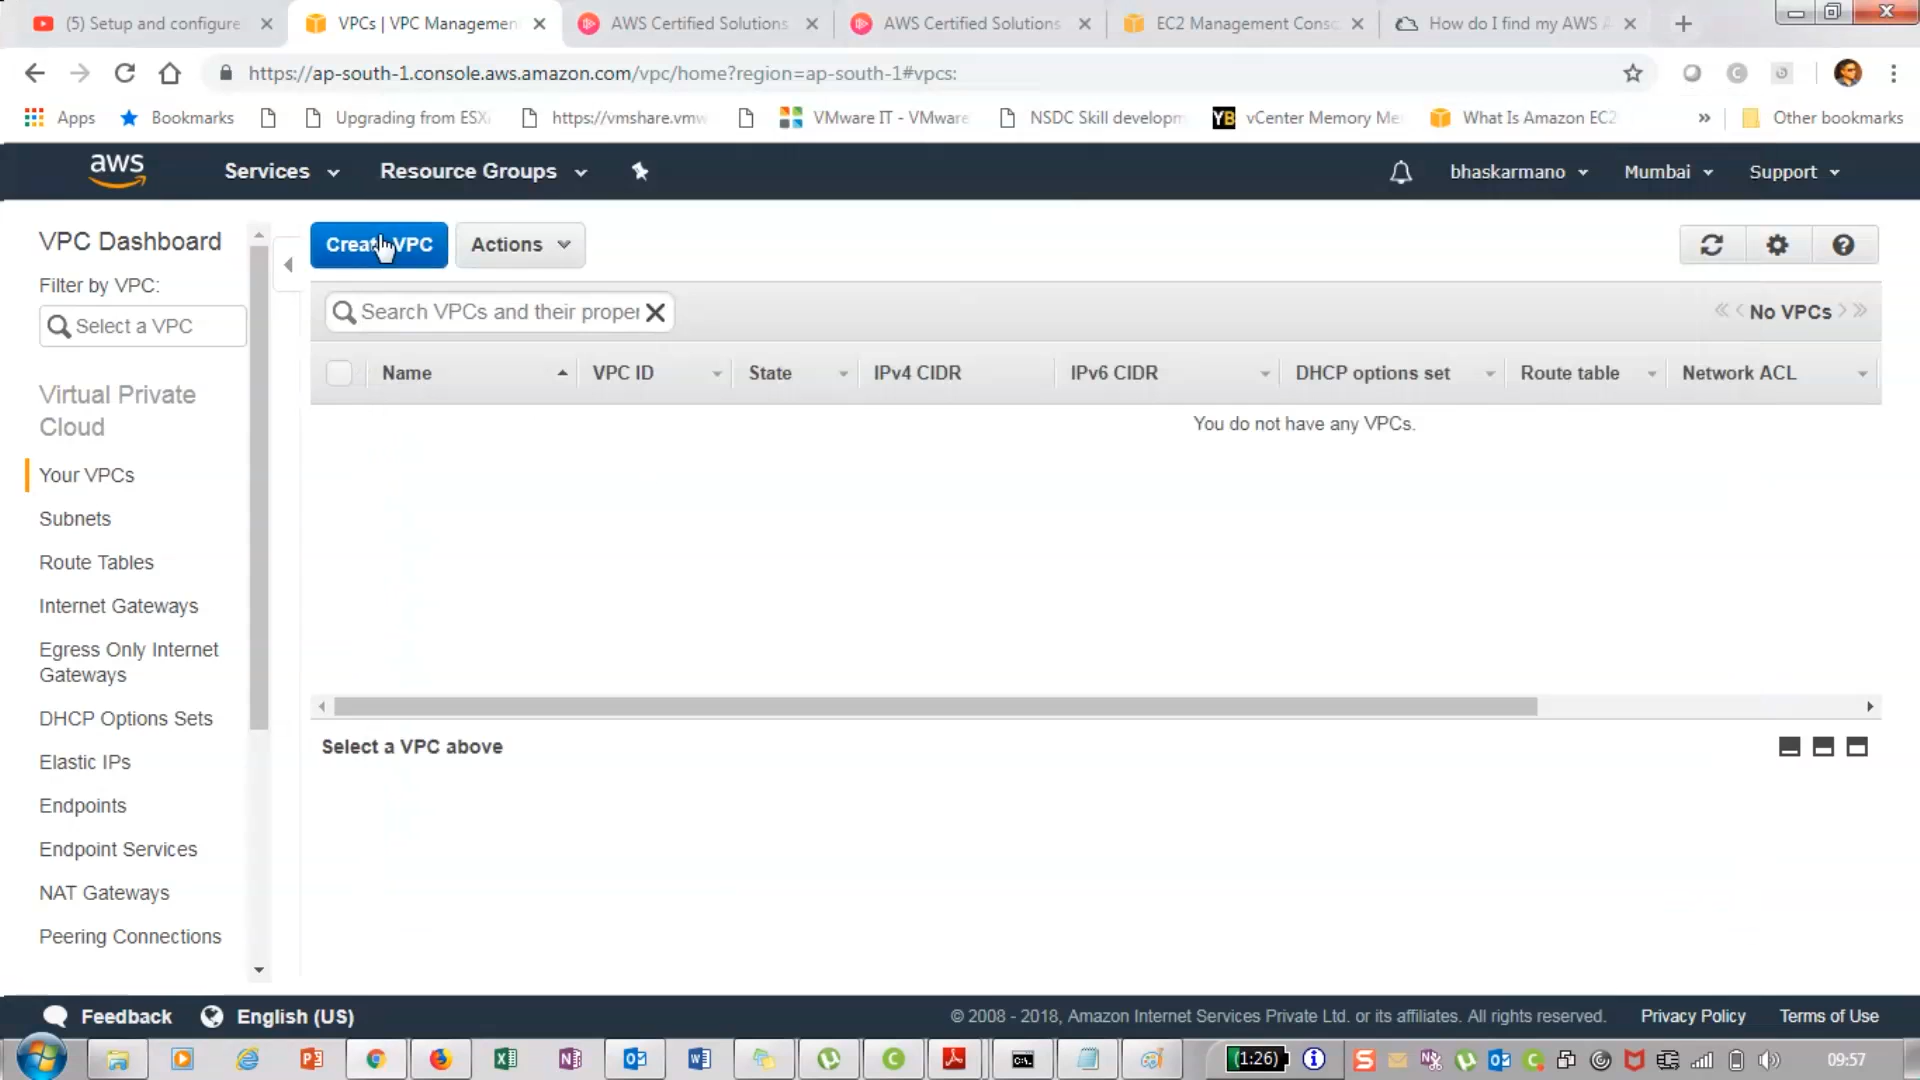 (5) Setup and configure
VPCs | VPC Managemen
AWS Certified Solutions
AWS Certified Solutions
EC2 Management Cons
How do I find my AWS A
https://ap-south-1.console.aws.amazon.com/vpc/home?region=ap-south-1#vpcs:
Apps
Bookmarks
Upgrading from ESX
https://vmshare.vmw
VMware IT - VMware
NSDC Skill developm
YB
vCenter Memory Me
What Is Amazon EC2
»
Other bookmarks
aws
Services
Resource Groups
bhaskarmano
Mumbai
Support
VPC Dashboard
Filter by VPC:
Select a VPC
Virtual Private
Cloud
Your VPCs
Subnets
Route Tables
Internet Gateways
Egress Only Internet
Gateways
DHCP Options Sets
Elastic IPs
Endpoints
Endpoint Services
NAT Gateways
Peering Connections
Create VPC
Actions
Search VPCs and their proper
No VPCs
Name
VPC ID
State
IPv4 CIDR
IPv6 CIDR
DHCP options set
Route table
Network ACL
You do not have any VPCs.
Select a VPC above
Feedback
English (US)
© 2008 - 2018, Amazon Internet Services Private Ltd. or its affiliates. All rights reserved.
Privacy Policy
Terms of Use
(1:26)
09:57